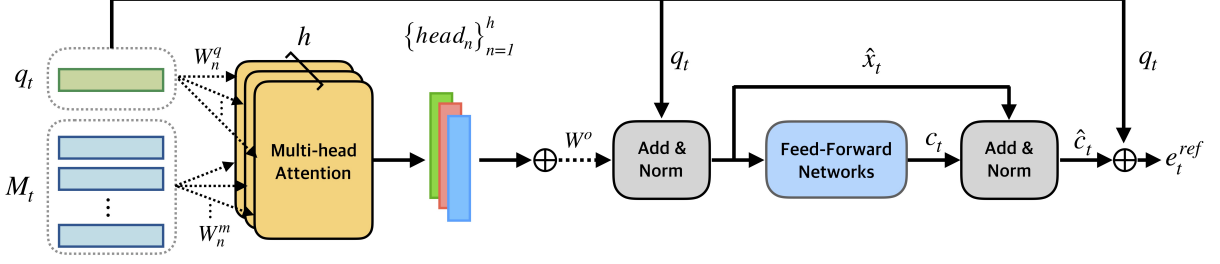 q_t
M_t
W_n^q
W_n^m
h
Multi-head
Attention
{head_n}_{n=1}^h
W^o
q_t
Add &
Norm
x̂_t
Feed-Forward
Networks
c_t
Add &
Norm
ĉ_t
q_t
e_t^{ref}